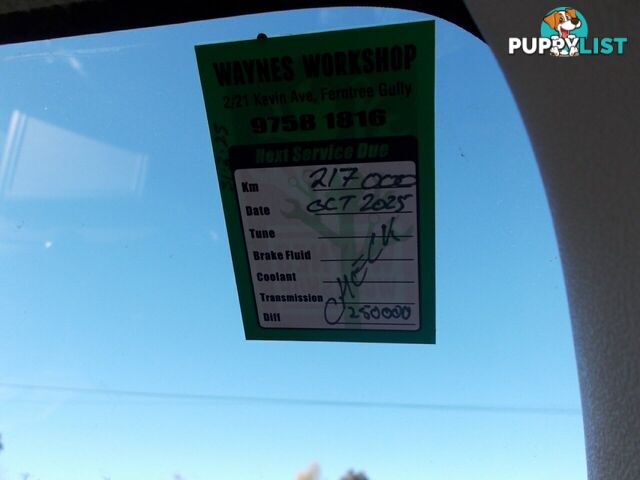 PUPPYLIST
WAYNES WORKSHOP
2/21 Kevin Ave, Ferntree Gully
9758 1816
Next Service Due
Km 217000
Date OCT 2025
Tune
Brake Fluid
Coolant
Transmission CHECK
Diff 250000